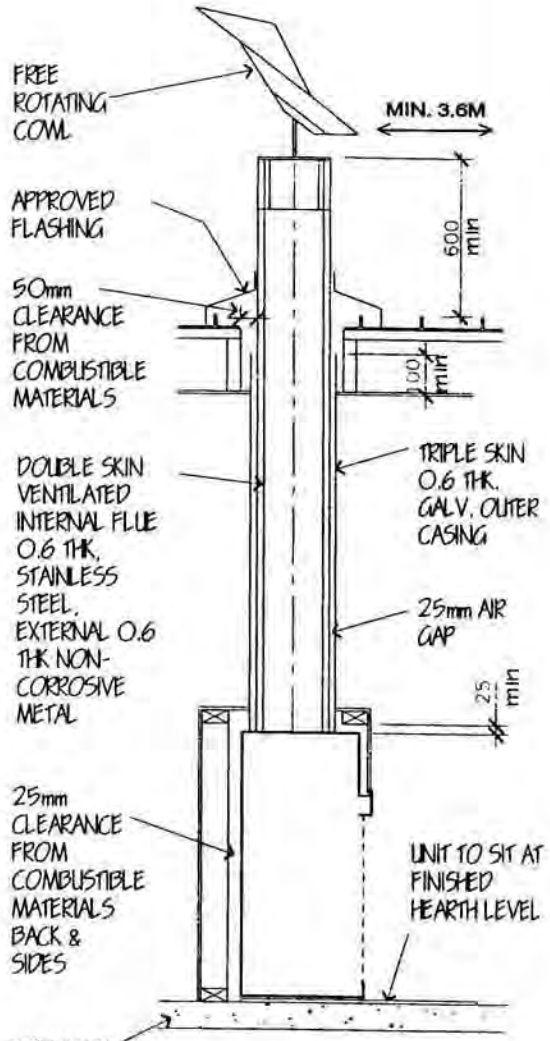 FREE
ROTATING
COWL
MIN. 3.6M
APPROVED
FLASHING
600
min
50mm
CLEARANCE
FROM
COMBUSTIBLE
MATERIALS
100
min
DOUBLE SKIN
VENTILATED
INTERNAL FLUE
0.6 THK,
STAINLESS
STEEL,
EXTERNAL 0.6
THK NON-
CORROSIVE
METAL
TRIPLE SKIN
0.6 THK.
GALV. OUTER
CASING
25mm AIR
GAP
25
min
25mm
CLEARANCE
FROM
COMBUSTIBLE
MATERIALS
BACK &
SIDES
UNIT TO SIT AT
FINISHED
HEARTH LEVEL